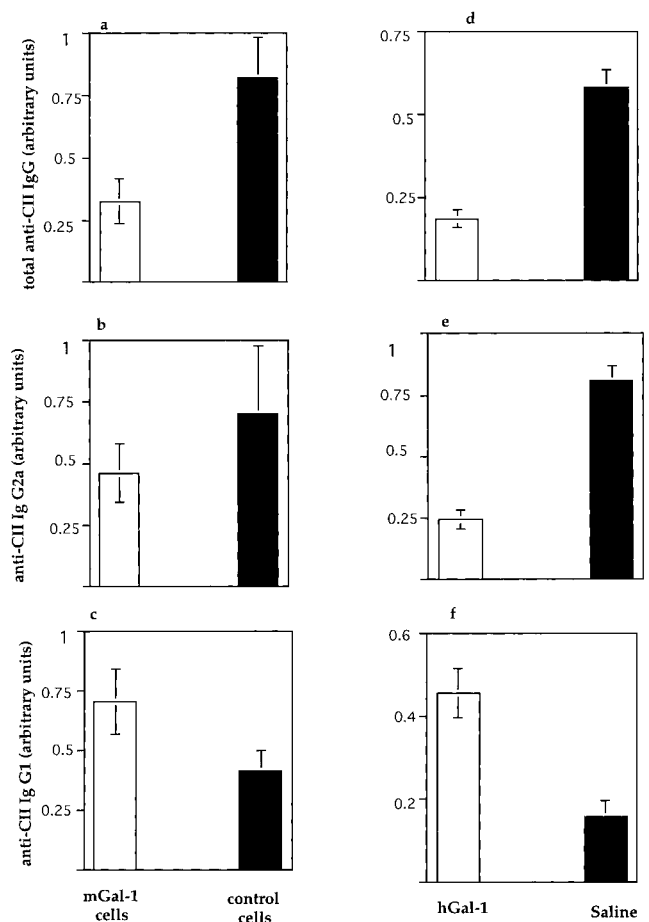 a
total anti-CII IgG (arbitrary units)
1
0.75
0.5
0.25
d
0.75
0.5
0.25
b
anti-CII Ig G2a (arbitrary units)
1
0.75
0.5
0.25
e
1
0.75
0.5
0.25
c
anti-CII Ig G1 (arbitrary units)
1
0.75
0.5
0.25
mGal-1
cells
control
cells
f
0.6
0.4
0.2
hGal-1
Saline